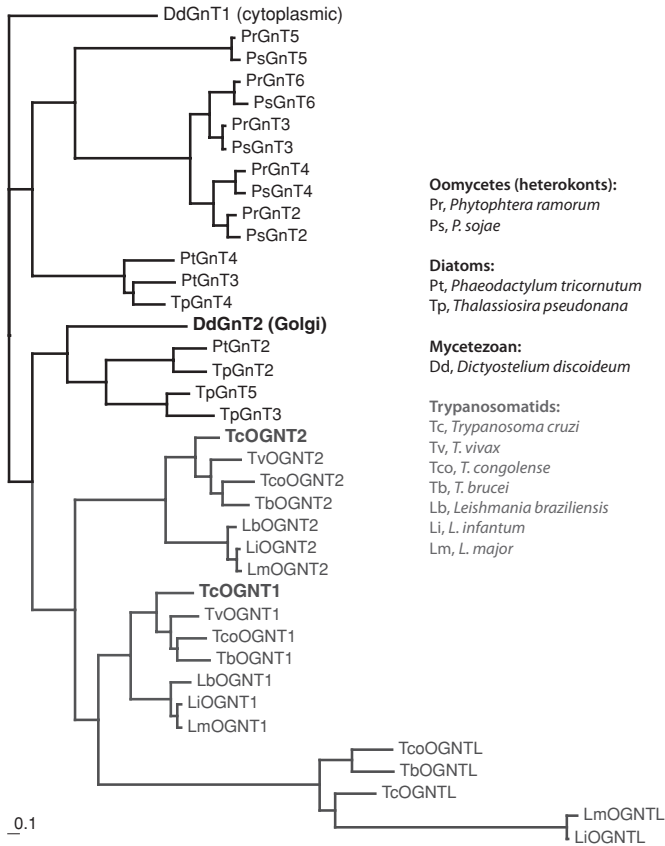 DdGnT1 (cytoplasmic)
PrGnT5
PsGnT5
PrGnT6
PsGnT6
PrGnT3
PsGnT3
PrGnT4
PsGnT4
PrGnT2
PsGnT2
PtGnT4
PtGnT3
TpGnT4
DdGnT2 (Golgi)
PtGnT2
TpGnT2
TpGnT5
TpGnT3
TcOGNT2
TvOGNT2
TcoOGNT2
TbOGNT2
LbOGNT2
LiOGNT2
LmOGNT2
TcOGNT1
TvOGNT1
TcoOGNT1
TbOGNT1
LbOGNT1
LiOGNT1
LmOGNT1
TcoOGNTL
TbOGNTL
TcOGNTL
LmOGNTL
LiOGNTL
0.1
Oomycetes (heterokonts):
Pr, Phytophtera ramorum
Ps, P. sojae
Diatoms:
Pt, Phaeodactylum tricornutum
Tp, Thalassiosira pseudonana
Mycetezoan:
Dd, Dictyostelium discoideum
Trypanosomatids:
Tc, Trypanosoma cruzi
Tv, T. vivax
Tco, T. congolense
Tb, T. brucei
Lb, Leishmania braziliensis
Li, L. infantum
Lm, L. major